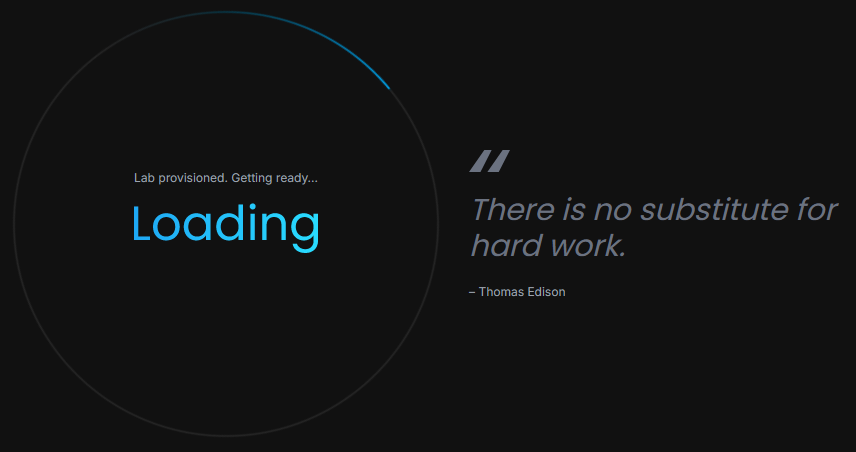 Lab provisioned. Getting ready...
Loading
"
There is no substitute for
hard work.
– Thomas Edison